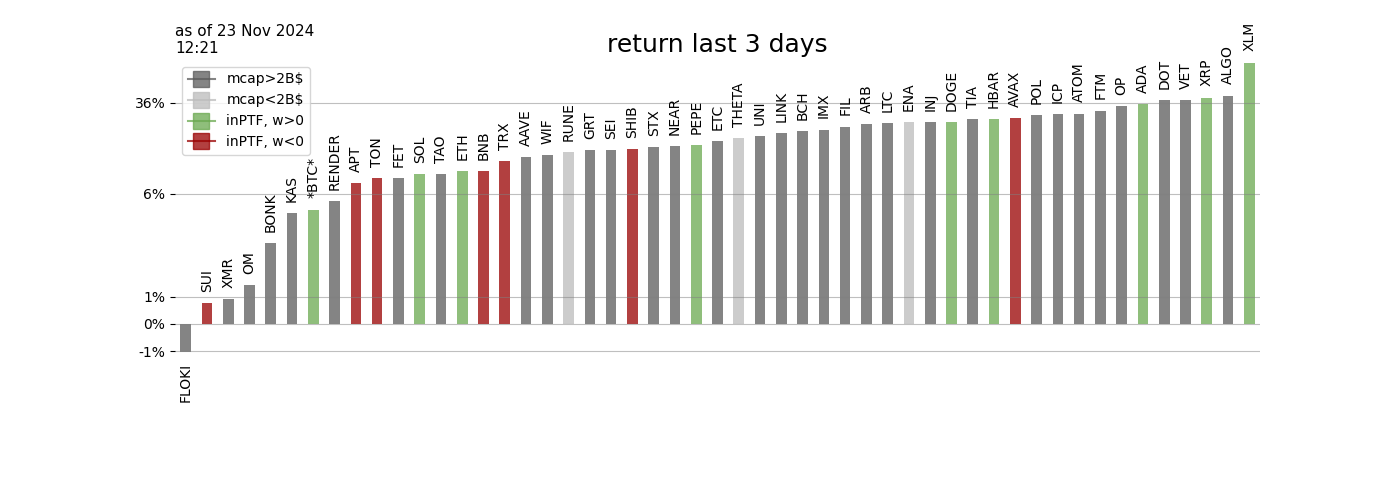 as of 23 Nov 2024
12:21
return last 3 days
mcap>2B$
mcap<2B$
inPTF, w>0
inPTF, w<0
36%
6%
1%
0%
-1%
FLOKI
SUI
XMR
OM
BONK
KAS
*BTC*
RENDER
APT
TON
FET
SOL
TAO
ETH
BNB
TRX
AAVE
WIF
RUNE
GRT
SEI
SHIB
STX
NEAR
PEPE
ETC
THETA
UNI
LINK
BCH
IMX
FIL
ARB
LTC
ENA
INJ
DOGE
TIA
HBAR
AVAX
POL
ICP
ATOM
FTM
OP
ADA
DOT
VET
XRP
ALGO
XLM